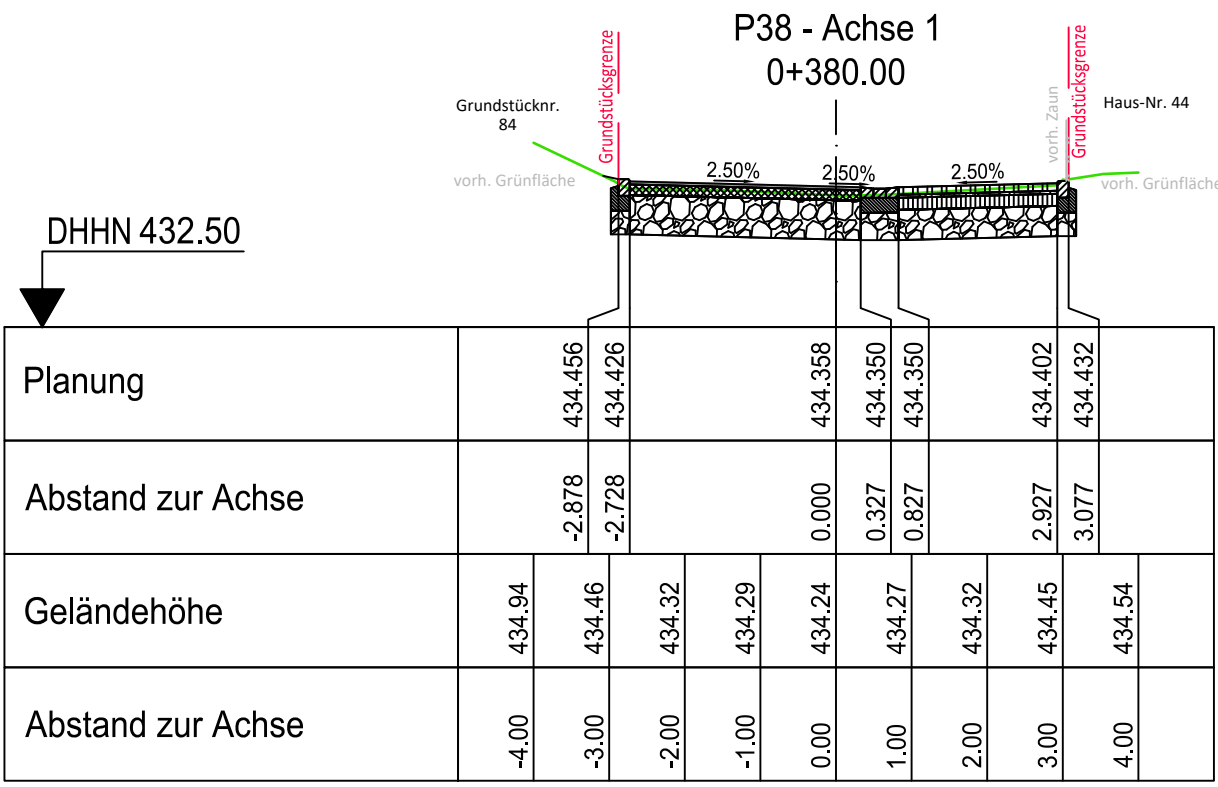 P38 - Achse 1
0+380.00
Grundstücksgrenze
Grundstücksgrenze
vorh. Zaun
Grundstücknr.
84
Haus-Nr. 44
vorh. Grünfläche
vorh. Grünfläche
2.50%
2.50%
2.50%
DHHN 432.50
Planung
434.456
434.426
434.358
434.350
434.350
434.402
434.432
Abstand zur Achse
-2.878
-2.728
0.000
0.327
0.827
2.927
3.077
Geländehöhe
434.94
434.46
434.32
434.29
434.24
434.27
434.32
434.45
434.54
Abstand zur Achse
-4.00
-3.00
-2.00
-1.00
0.00
1.00
2.00
3.00
4.00